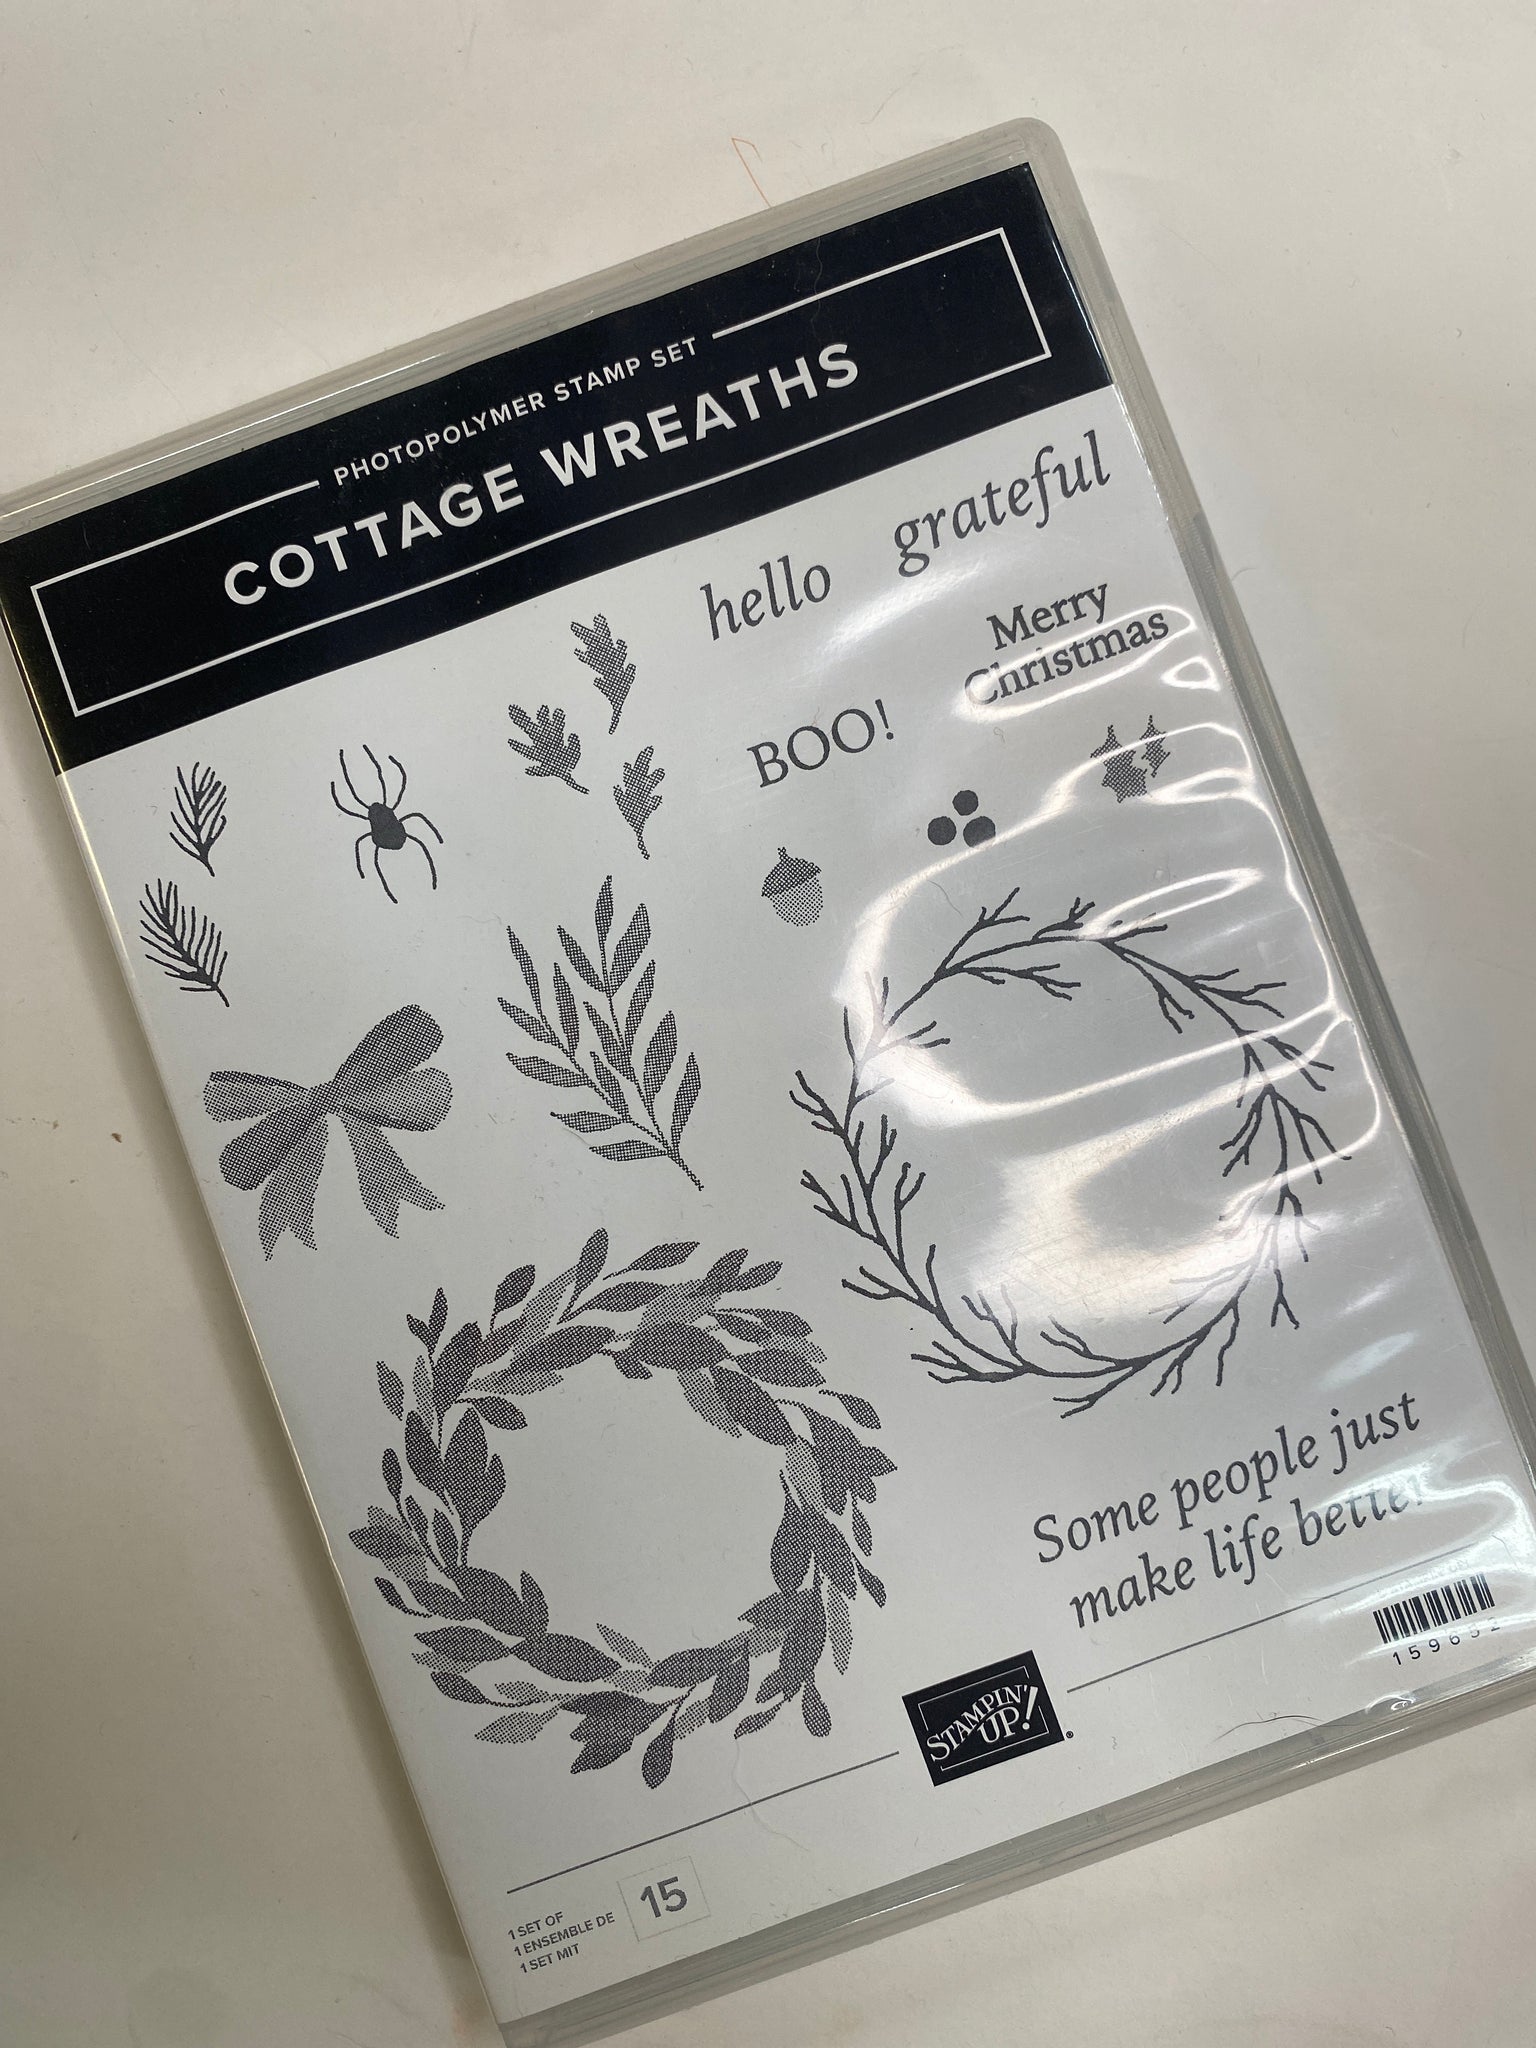 PHOTOPOLYMER STAMP SET
COTTAGE WREATHS
hello
grateful
Merry
Christmas
BOO!
Some people just
make life better
STAMPIN'
UP!
®
1 SET OF
1 ENSEMBLE DE
1 SET MIT
15